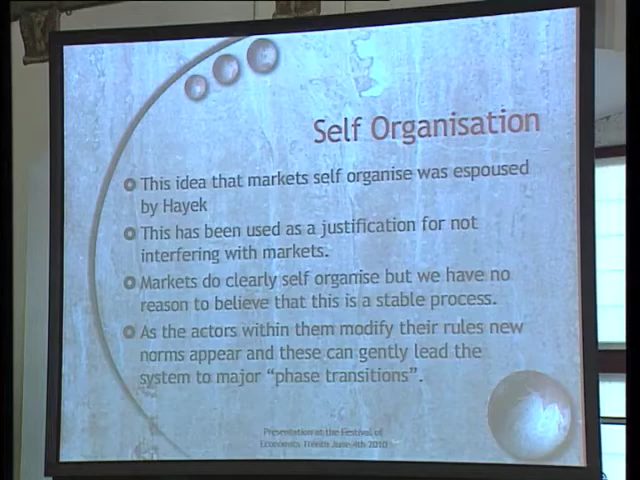 Self Organisation
This idea that markets self organise was espoused
by Hayek
This has been used as a justification for not
interfering with markets.
Markets do clearly self organise but we have no
reason to believe that this is a stable process.
As the actors within them modify their rules new
norms appear and these can gently lead the
system to major "phase transitions".
Presentation at the Festival of
Economics Trento June 4th 2010